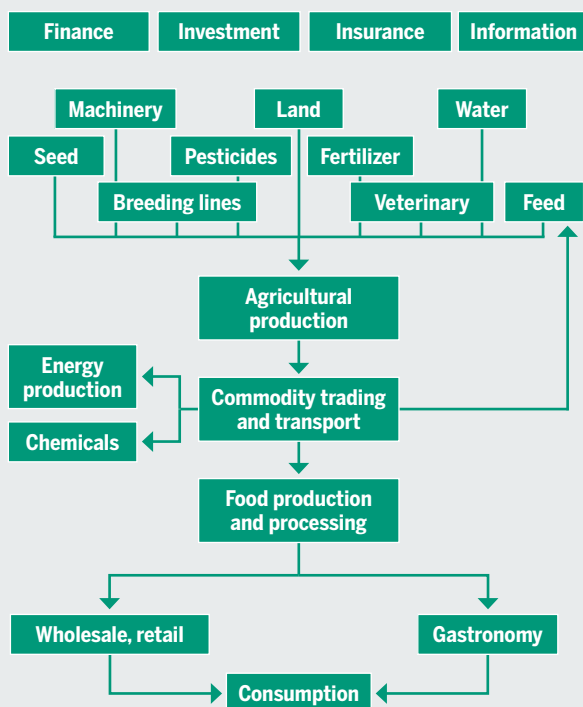 Finance
Investment
Insurance
Information
Machinery
Land
Water
Seed
Pesticides
Fertilizer
Breeding lines
Veterinary
Feed
Agricultural
production
Energy
production
Commodity trading
and transport
Chemicals
Food production
and processing
Wholesale, retail
Gastronomy
Consumption